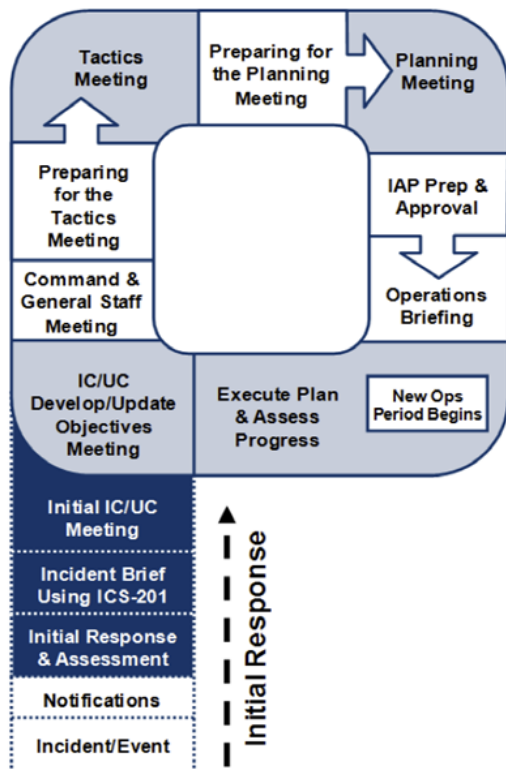 Tactics
Meeting
Preparing for
the Planning
Meeting
Planning
Meeting
Preparing
for the
Tactics
Meeting
IAP Prep &
Approval
Command &
General Staff
Meeting
Operations
Briefing
IC/UC
Develop/Update
Objectives
Meeting
Execute Plan
& Assess
Progress
New Ops
Period Begins
Initial IC/UC
Meeting
Incident Brief
Using ICS-201
Initial Response
& Assessment
Notifications
Incident/Event
Initial Response